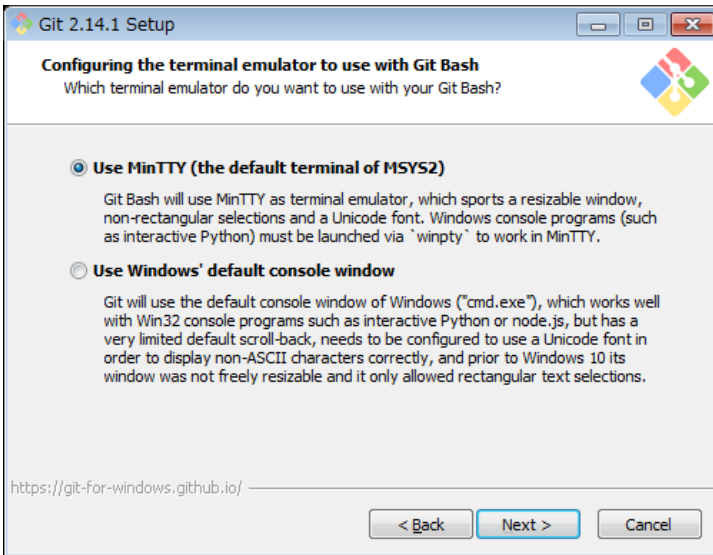 Git 2.14.1 Setup
Configuring the terminal emulator to use with Git Bash
Which terminal emulator do you want to use with your Git Bash?
Use MinTTY (the default terminal of MSYS2)
Git Bash will use MinTTY as terminal emulator, which sports a resizable window,
non-rectangular selections and a Unicode font. Windows console programs (such
as interactive Python) must be launched via `winpty` to work in MinTTY.
Use Windows' default console window
Git will use the default console window of Windows ("cmd.exe"), which works well
with Win32 console programs such as interactive Python or node.js, but has a
very limited default scroll-back, needs to be configured to use a Unicode font in
order to display non-ASCII characters correctly, and prior to Windows 10 its
window was not freely resizable and it only allowed rectangular text selections.
https://git-for-windows.github.io/
< Back
Next >
Cancel